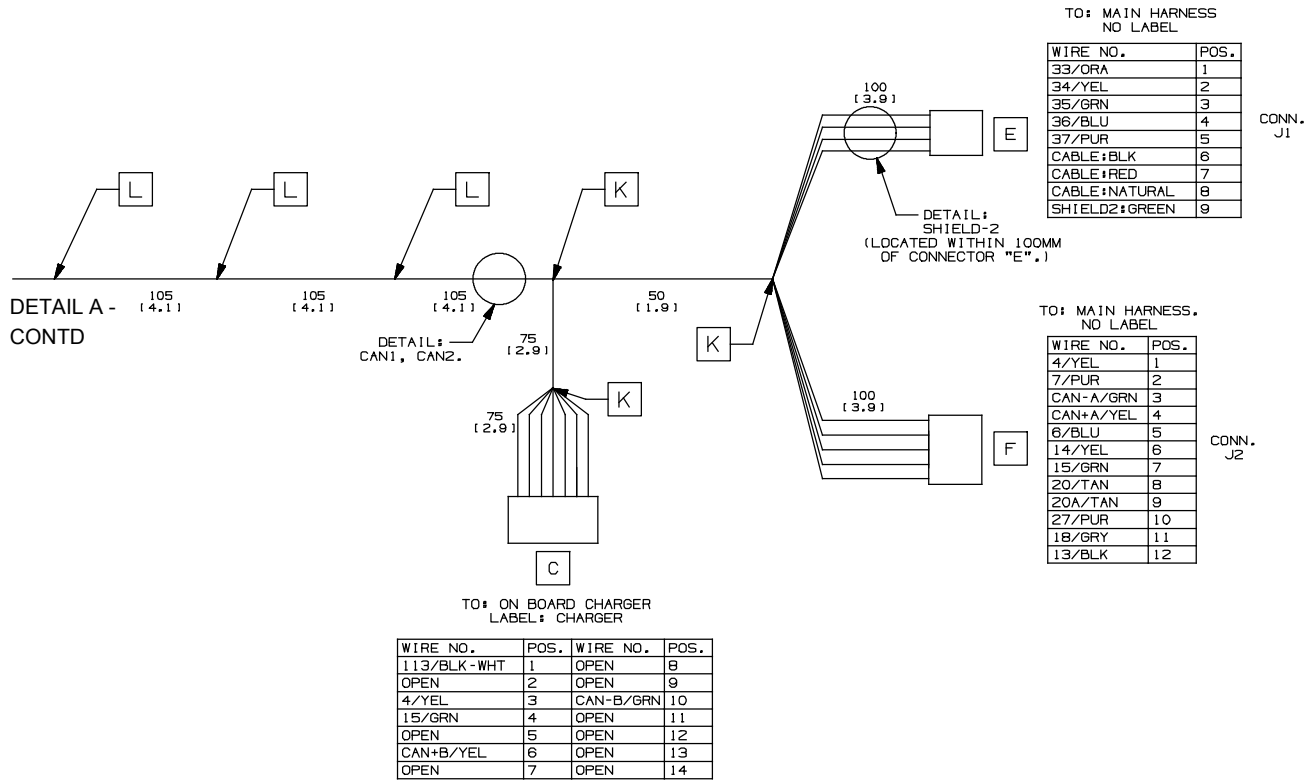 TO: MAIN HARNESS
NO LABEL
WIRE NO. POS.
33/ORA 1
34/YEL 2
35/GRN 3
36/BLU 4
37/PUR 5
CABLE:BLK 6
CABLE:RED 7
CABLE:NATURAL 8
SHIELD2:GREEN 9
CONN.
J1
100
[3.9]
E
DETAIL:
SHIELD-2
(LOCATED WITHIN 100MM
OF CONNECTOR "E".)
L
L
L
K
DETAIL A -
CONTD
105
[4.1]
105
[4.1]
105
[4.1]
50
[1.9]
DETAIL:
CAN1, CAN2.
75
[2.9]
K
K
75
[2.9]
C
TO: MAIN HARNESS.
NO LABEL
WIRE NO. POS.
4/YEL 1
7/PUR 2
CAN-A/GRN 3
CAN+A/YEL 4
6/BLU 5
14/YEL 6
15/GRN 7
20/TAN 8
20A/TAN 9
27/PUR 10
18/GRY 11
13/BLK 12
CONN.
J2
100
[3.9]
F
TO: ON BOARD CHARGER
LABEL: CHARGER
WIRE NO. POS. WIRE NO. POS.
113/BLK-WHT 1 OPEN 8
OPEN 2 OPEN 9
4/YEL 3 CAN-B/GRN 10
15/GRN 4 OPEN 11
OPEN 5 OPEN 12
CAN+B/YEL 6 OPEN 13
OPEN 7 OPEN 14